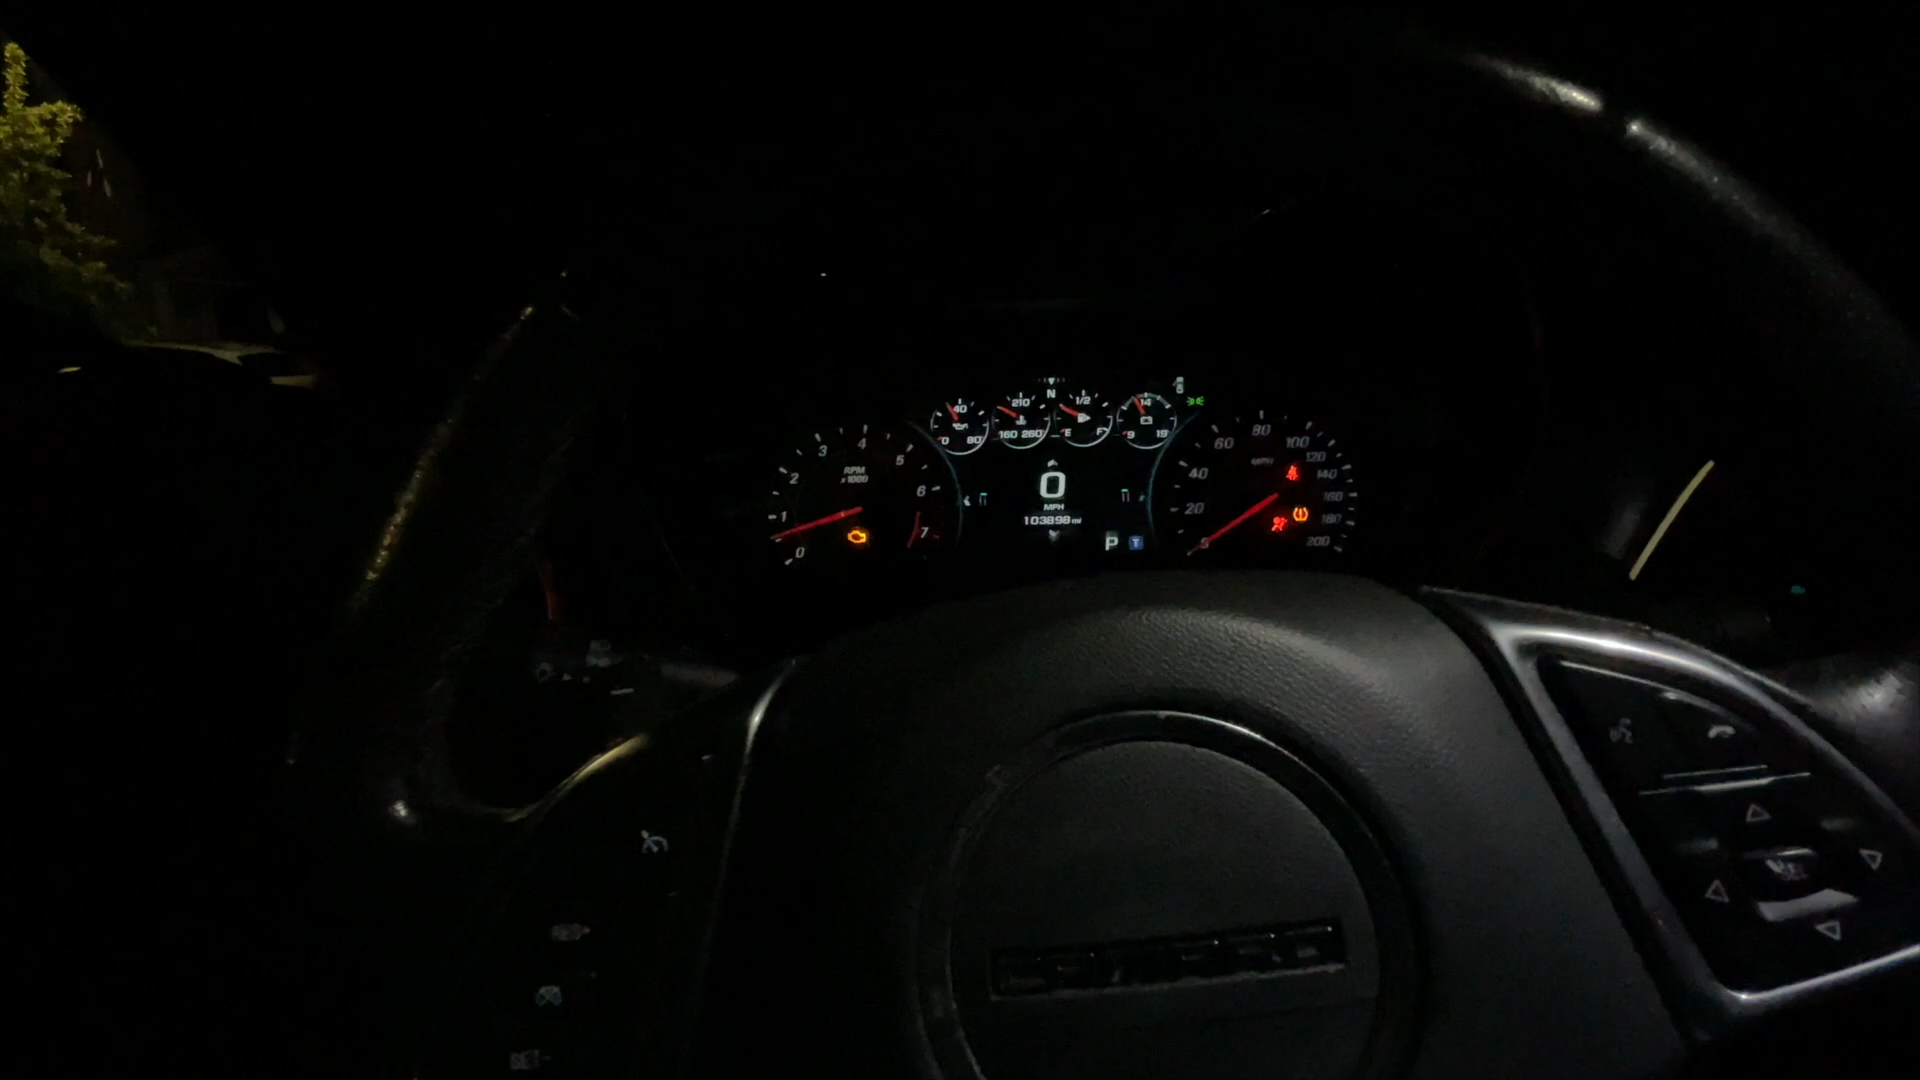 N
40
0 80
210
160 260
1/2
E F
14
9 19
0 1 2 3 4 5 6 7
RPM
x1000
0
MPH
103898 mi
P T
20 40 60 80 100 120 140 160 180 200
MPH
SET-